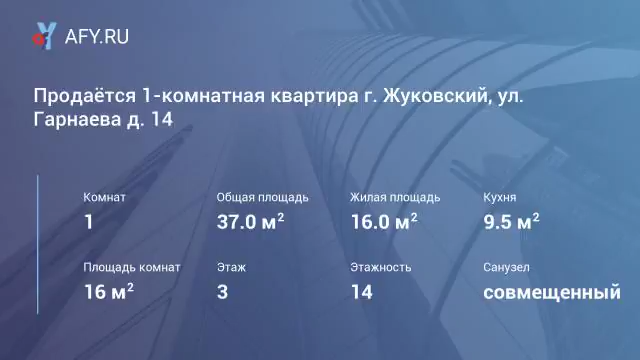 AFY.RU
Продаётся 1-комнатная квартира г. Жуковский, ул.
Гарнаева д. 14
Комнат
Общая площадь
Жилая площадь
Кухня
1
37.0 м²
16.0 м²
9.5 м²
Площадь комнат
Этаж
Этажность
Санузел
16 м²
3
14
совмещенный